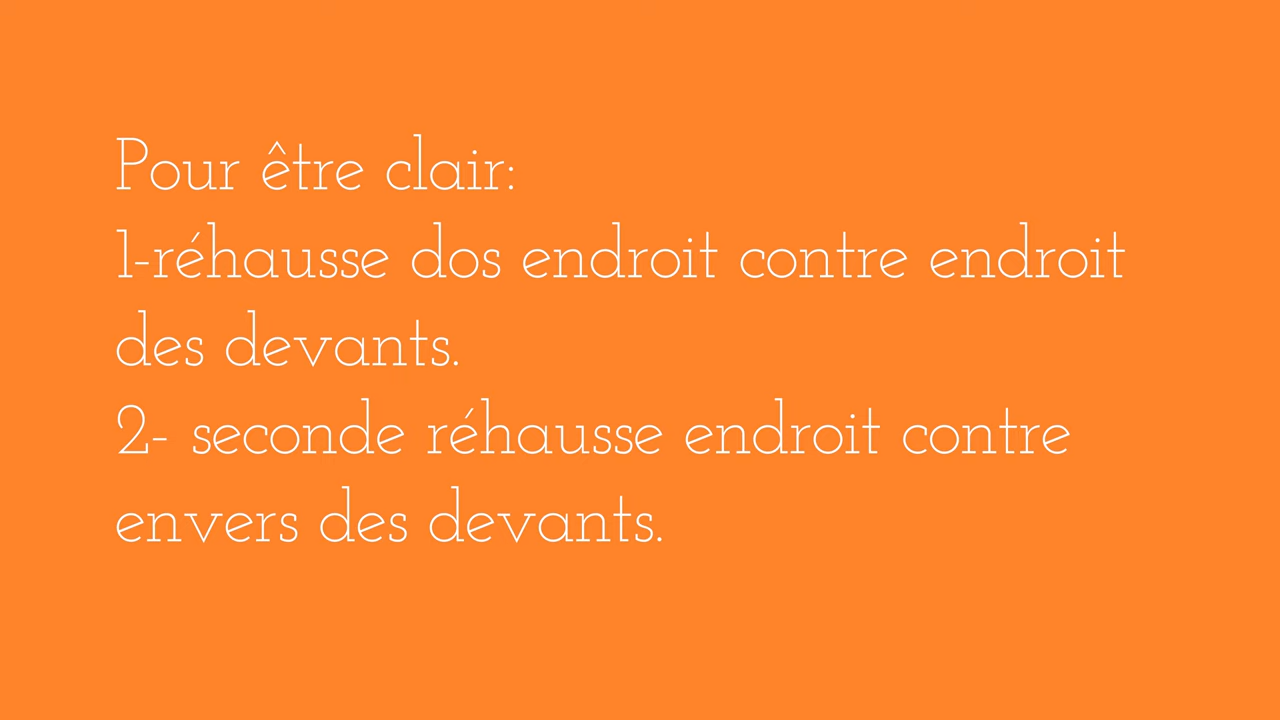 Pour être clair:
1-réhausse dos endroit contre endroit
des devants.
2- seconde réhausse endroit contre
envers des devants.